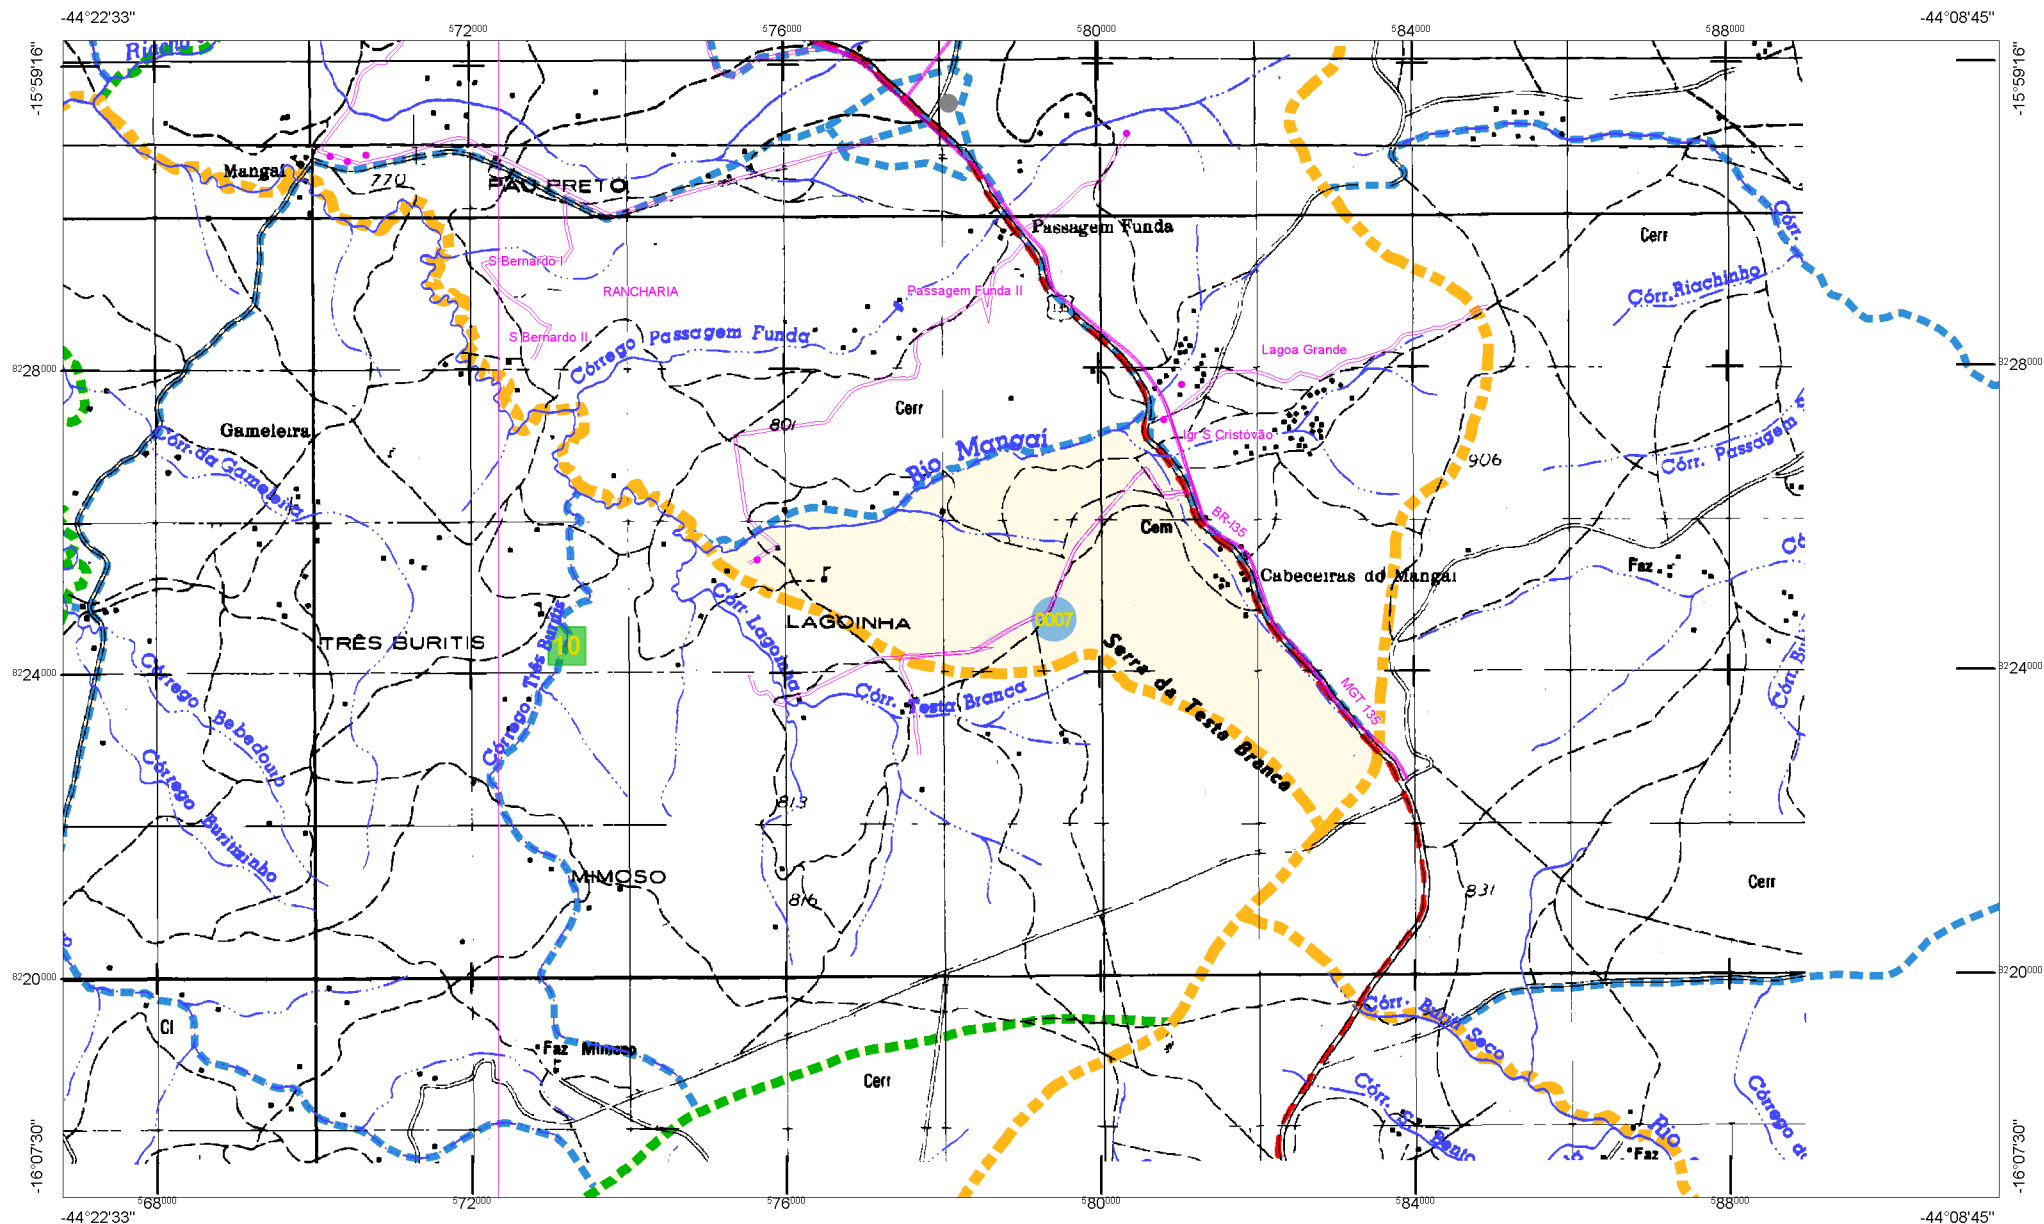 -44°22'33"
-44°08'45"
572000
576000
580000
584000
588000
-15°59'16"
-15°59'16"
Riacho
Mangaí
770
PAU PRETO
Passagem Funda
Córr.
Cerr
S Bernardo I
RANCHARIA
Passagem Funda II
Córr. Riachinho
135
S Bernardo II
Córrego Passagem Funda
Lagoa Grande
8228000
8228000
Cerr
801
Gameleira
Rio Mangaí
Igr S Cristovão
906
Córr. Passagem
Córr. da Gameleira
BR-135
Cem
Faz
Cabeceiras do Mangaí
0007
LAGOINHA
TRÊS BURITIS
10
Córrego Três Buritis
Córr. Lagoinha
Serra da Testa Branca
8224000
8224000
Córrego Bebedouro
Córr. Testa Branca
MGT 135
Córrego Buritizinho
813
MIMOSO
816
831
Cerr
8220000
8220000
Córr. Buriti Seco
Cl
Faz Mimoso
Cerr
Córr. S. Bento
Rio
Faz
Córrego
-16°07'30"
-16°07'30"
568000
572000
576000
580000
584000
588000
-44°22'33"
-44°08'45"